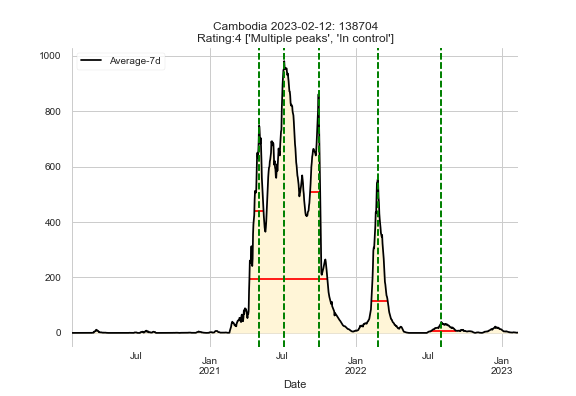 Cambodia 2023-02-12: 138704
Rating:4 ['Multiple peaks', 'In control']
Average-7d
1000
800
600
400
200
0
Jul
Jan
2021
Jul
Jan
2022
Jul
Jan
2023
Date